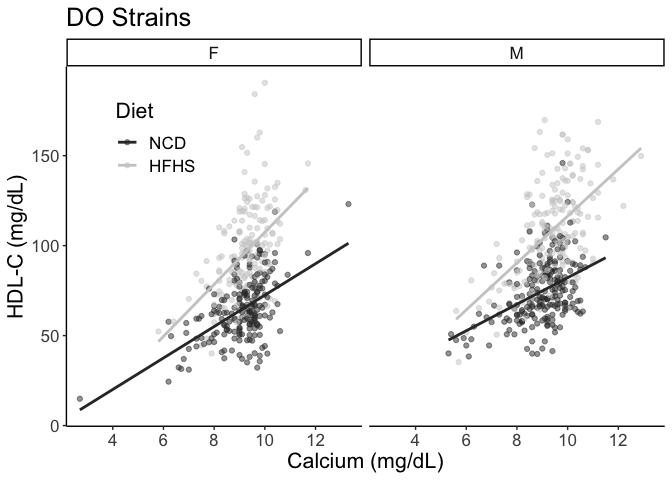 DO Strains
F
M
Diet
NCD
HFHS
HDL-C (mg/dL)
150
100
50
0
4 6 8 10 12
4 6 8 10 12
Calcium (mg/dL)